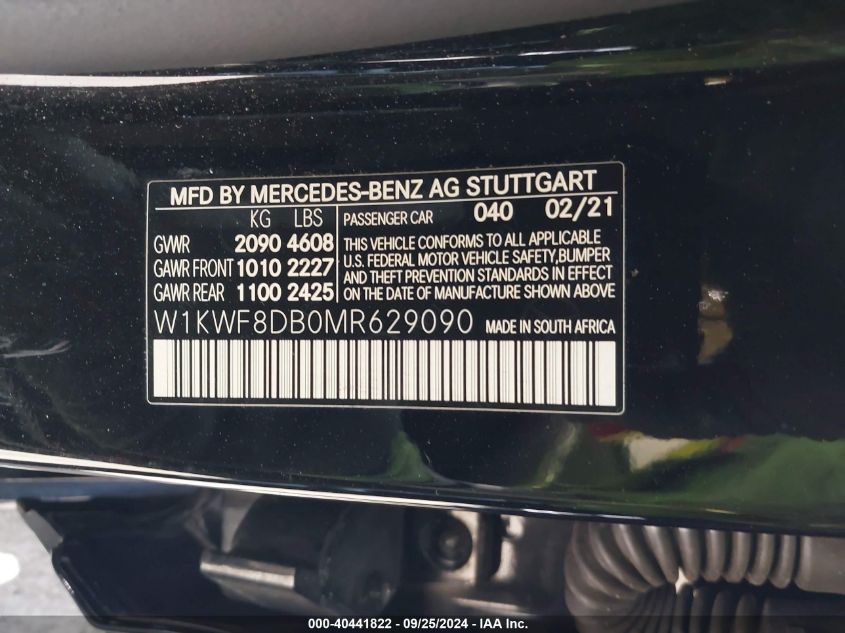 MFD BY MERCEDES-BENZ AG STUTTGART
KG LBS
GWR 2090 4608
GAWR FRONT 1010 2227
GAWR REAR 1100 2425
PASSENGER CAR 040 02/21
THIS VEHICLE CONFORMS TO ALL APPLICABLE
U.S. FEDERAL MOTOR VEHICLE SAFETY,BUMPER
AND THEFT PREVENTION STANDARDS IN EFFECT
ON THE DATE OF MANUFACTURE SHOWN ABOVE
W1KWF8DB0MR629090 MADE IN SOUTH AFRICA
000-40441822 / 09/25/2024 - IAA Inc.